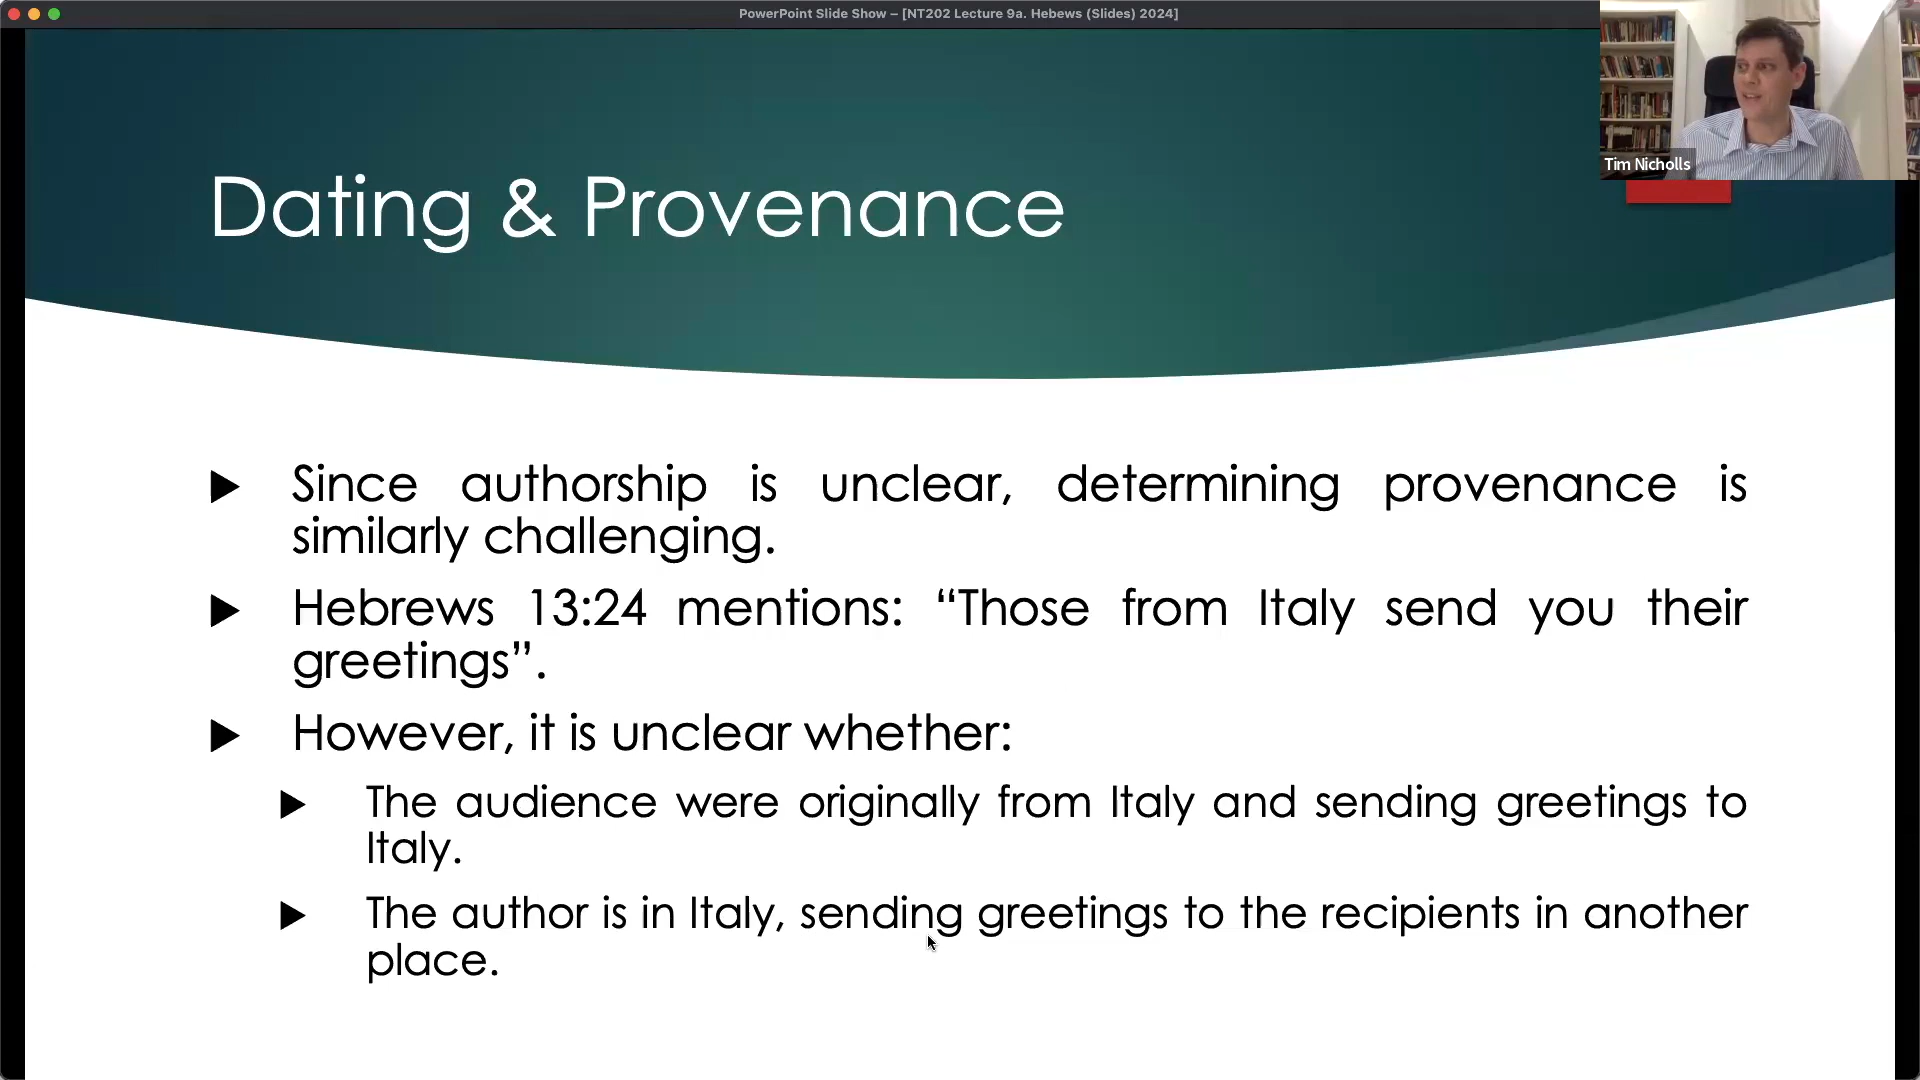 PowerPoint Slide Show – [NT202 Lecture 9a. Hebews (Slides) 2024]
Tim Nicholls
Dating & Provenance
Since authorship is unclear, determining provenance is
similarly challenging.
Hebrews 13:24 mentions: “Those from Italy send you their
greetings”.
However, it is unclear whether:
The audience were originally from Italy and sending greetings to
Italy.
The author is in Italy, sending greetings to the recipients in another
place.